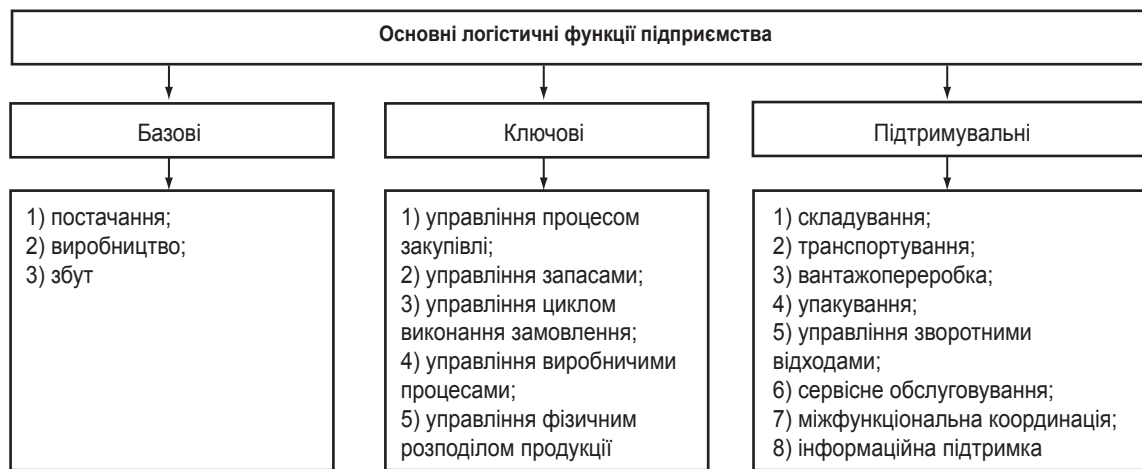 Основні логістичні функції підприємства
Базові
Ключові
Підтримувальні
1) постачання;
2) виробництво;
3) збут
1) управління процесом
закупівлі;
2) управління запасами;
3) управління циклом
виконання замовлення;
4) управління виробничими
процесами;
5) управління фізичним
розподілом продукції
1) складування;
2) транспортування;
3) вантажопереробка;
4) упакування;
5) управління зворотними
відходами;
6) сервісне обслуговування;
7) міжфункціональна координація;
8) інформаційна підтримка